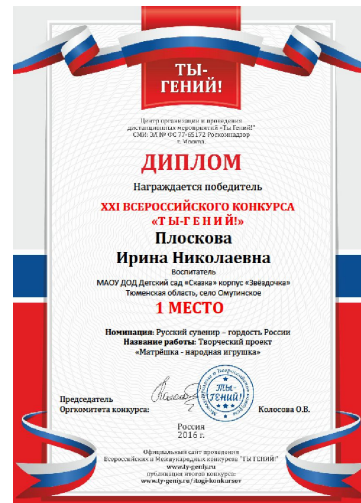 ТЫ-
ГЕНИЙ!
Центр организации и проведения
дистанционных мероприятий «Ты Гений!"
СМИ: ЭЛ № ФС 77-65172 Роскомнадзор
г. Москва
ДИПЛОМ
Награждается победитель
XXI ВСЕРОССИЙСКОГО КОНКУРСА
«Т Ы-Г Е Н И Й!»
Плоскова
Ирина Николаевна
Воспитатель
МАОУ ДОД Детский сад «Сказка» корпус «Звёздочка»
Тюменская область, село Омутинское
1 МЕСТО
Номинация: Русский сувенир – гордость России
Название работы: Творческий проект
«Матрёшка - народная игрушка»
ТЫ-
ГЕНИЙ!
Председатель
Оргкомитета конкурса:
Колосова О.В.
Россия
2016 г.
Официальный сайт проведения
Всероссийских и Международных конкурсов "ТЫ ГЕНИЙ!"
www.ty-geniy.ru
публикация итогов конкурса:
www.ty-geniy.ru/itogi-konkursov